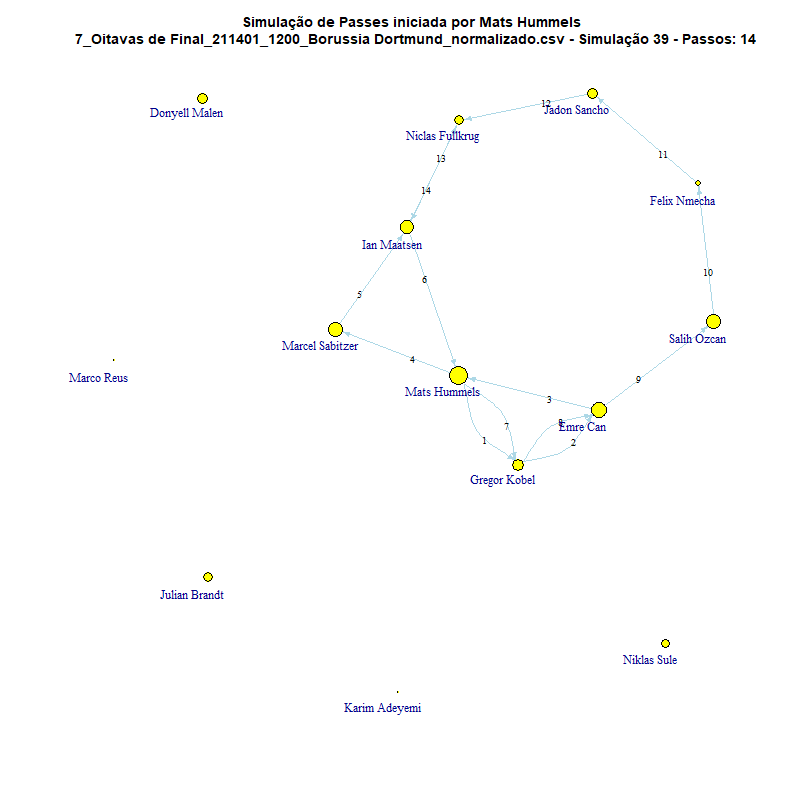 Simulação de Passes iniciada por Mats Hummels
7_Oitavas de Final_211401_1200_Borussia Dortmund_normalizado.csv - Simulação 39 - Passos: 14
12
Jadon Sancho
Donyell Malen
Niclas Fullkrug
11
13
14
Felix Nmecha
Ian Maatsen
10
6
5
Salih Ozcan
Marcel Sabitzer
4
Marco Reus
9
Mats Hummels
3
7
8
Emre Can
1
2
Gregor Kobel
Julian Brandt
Niklas Sule
Karim Adeyemi